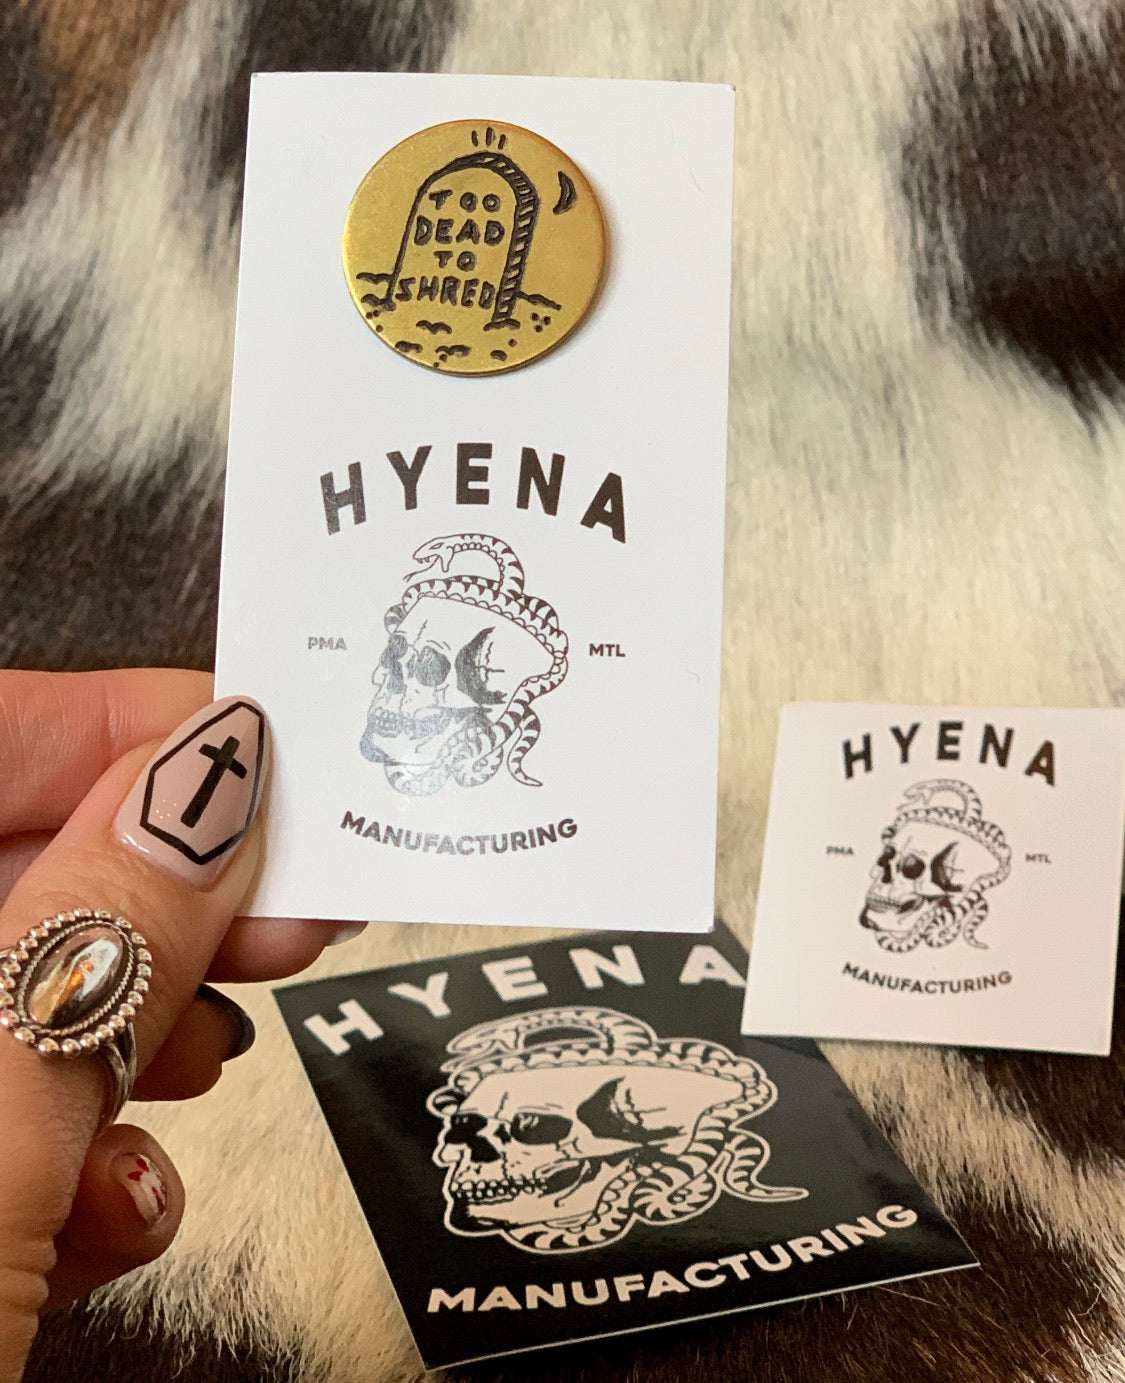 TOO
DEAD
TO
SHRED
HYENA
PMA MTL
MANUFACTURING
HYENA
PMA MTL
MANUFACTURING
HYENA
MANUFACTURING